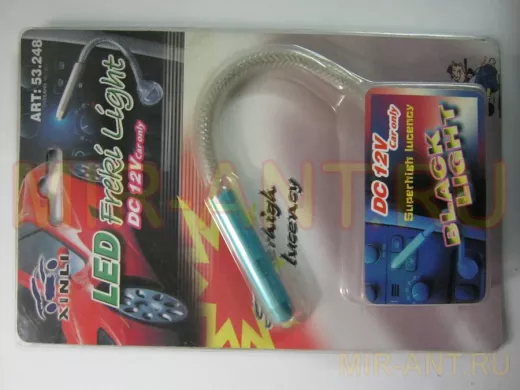 ART: 53.248
XINLI
LED Freki Light
DC 12V Car only
Superhigh
lucency
DC 12V Car only
Superhigh lucency
BLACK
LIGHT
MIR-ANT.RU
MIR-ANT.RU